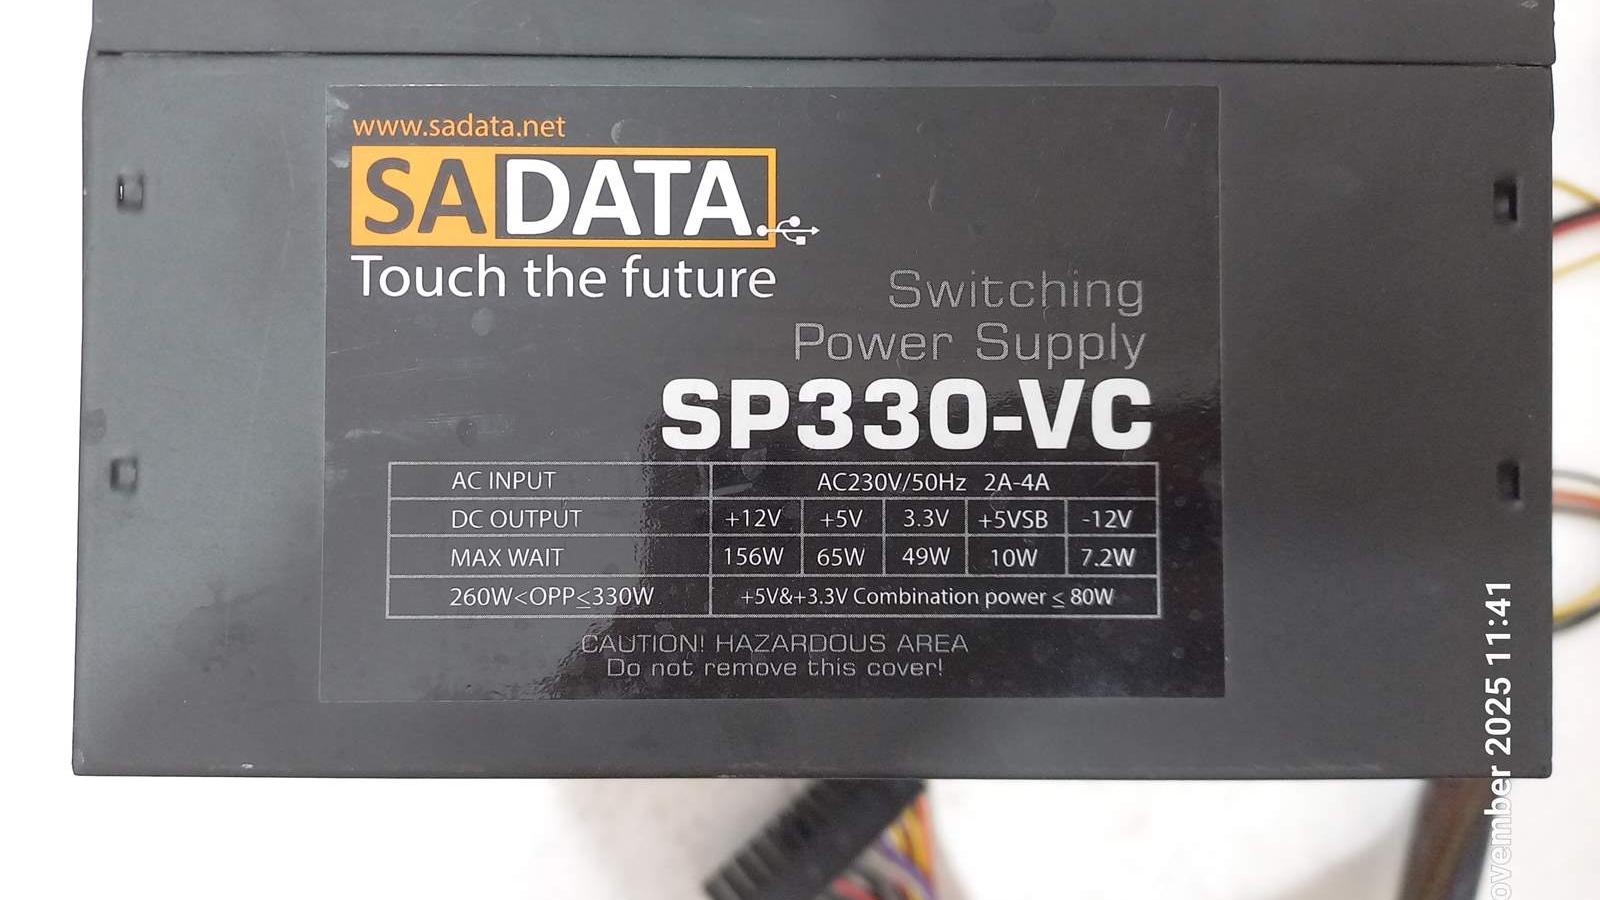 www.sadata.net
SADATA
Touch the future
Switching
Power Supply
SP330-VC
AC INPUT AC230V/50Hz 2A-4A
DC OUTPUT +12V +5V 3.3V +5VSB -12V
MAX WAIT 156W 65W 49W 10W 7.2W
260W<OPP≤330W +5V&+3.3V Combination power ≤ 80W
CAUTION! HAZARDOUS AREA
Do not remove this cover!
ovember 2025 11:41